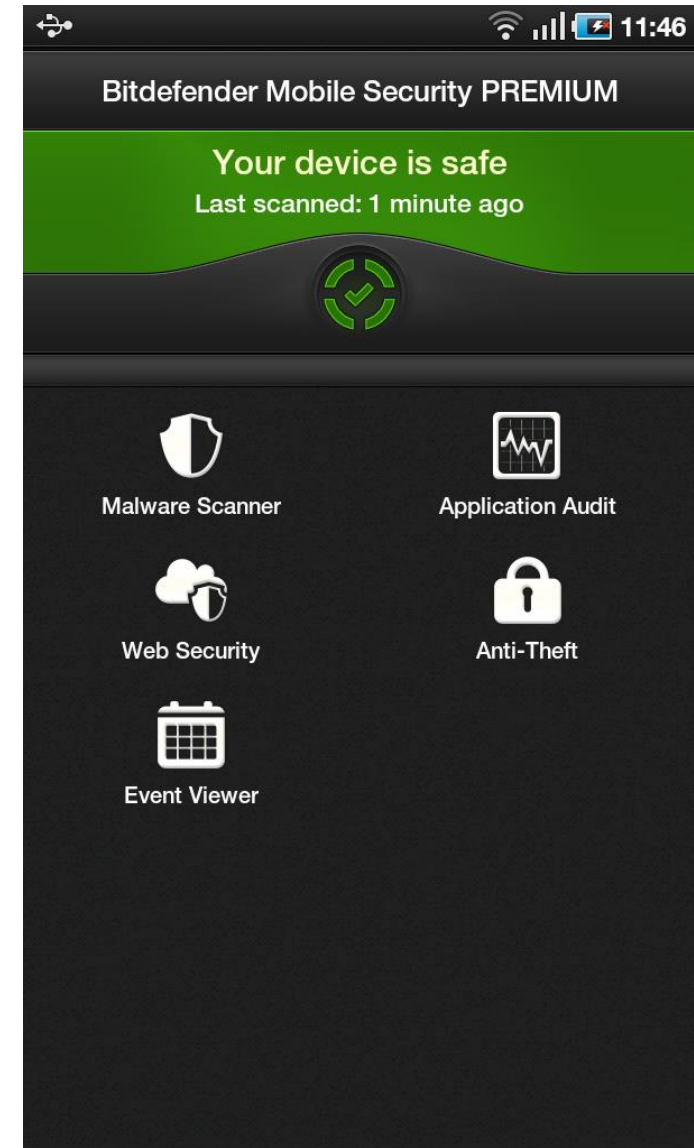 11:46
Bitdefender Mobile Security PREMIUM
Your device is safe
Last scanned: 1 minute ago
Malware Scanner
Application Audit
Web Security
Anti-Theft
Event Viewer